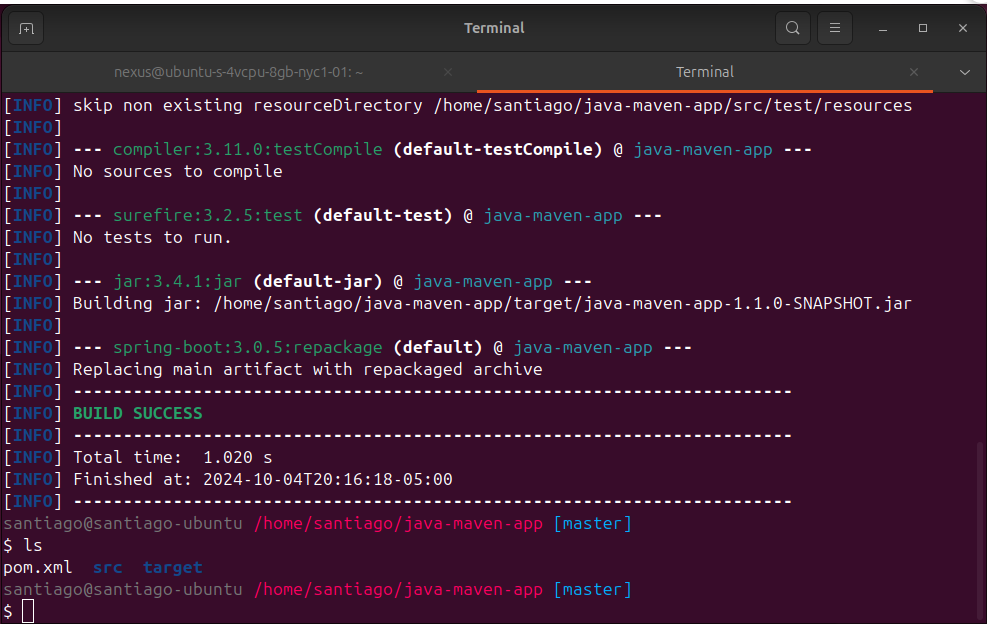 Terminal
nexus@ubuntu-s-4vcpu-8gb-nyc1-01: ~
Terminal
[INFO] skip non existing resourceDirectory /home/santiago/java-maven-app/src/test/resources
[INFO]
[INFO] --- compiler:3.11.0:testCompile (default-testCompile) @ java-maven-app ---
[INFO] No sources to compile
[INFO]
[INFO] --- surefire:3.2.5:test (default-test) @ java-maven-app ---
[INFO] No tests to run.
[INFO]
[INFO] --- jar:3.4.1:jar (default-jar) @ java-maven-app ---
[INFO] Building jar: /home/santiago/java-maven-app/target/java-maven-app-1.1.0-SNAPSHOT.jar
[INFO]
[INFO] --- spring-boot:3.0.5:repackage (default) @ java-maven-app ---
[INFO] Replacing main artifact with repackaged archive
[INFO] ------------------------------------------------------------------------
[INFO] BUILD SUCCESS
[INFO] ------------------------------------------------------------------------
[INFO] Total time:  1.020 s
[INFO] Finished at: 2024-10-04T20:16:18-05:00
[INFO] ------------------------------------------------------------------------
santiago@santiago-ubuntu /home/santiago/java-maven-app [master]
$ ls
pom.xml  src  target
santiago@santiago-ubuntu /home/santiago/java-maven-app [master]
$